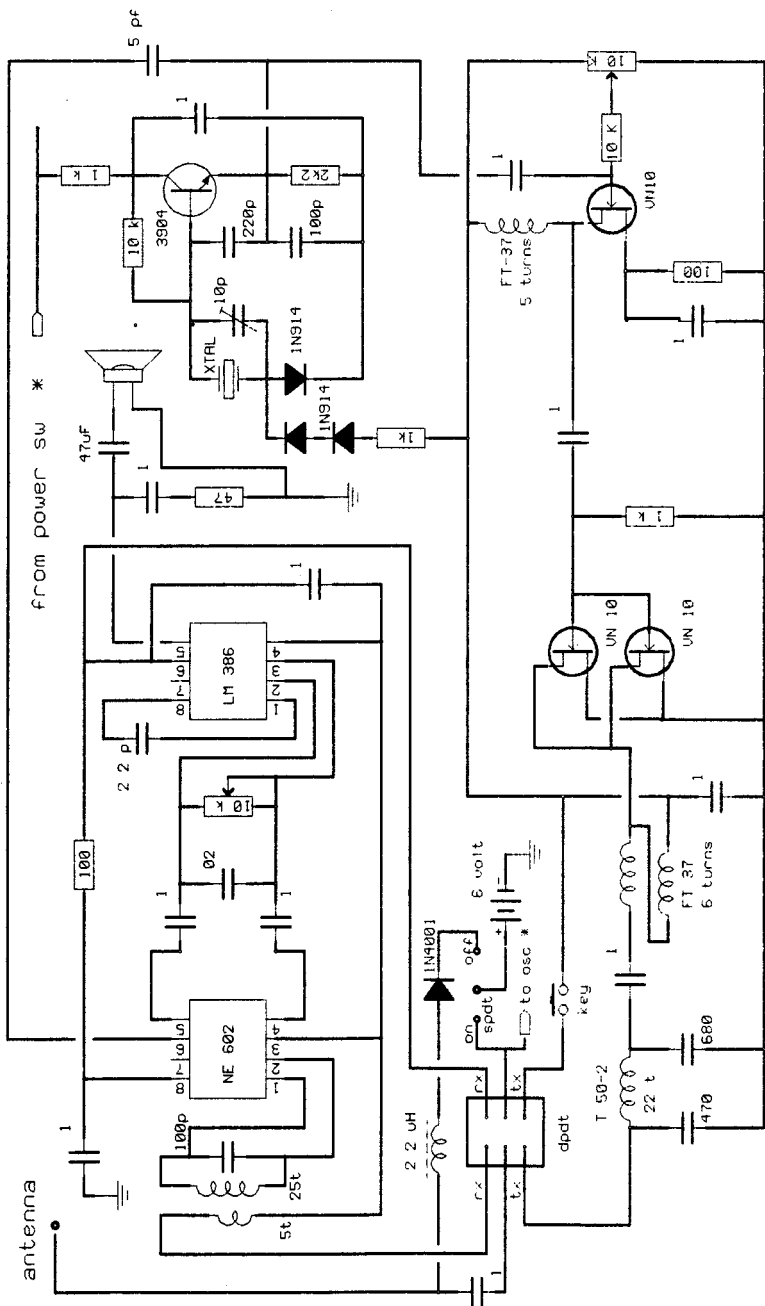 antenna
1
100
NE 602
8 7 6 5
1 2 3 4
100p
25t
5t
1
1
02
10 k
2 2 p
LM 386
8 7 6 5
1 2 3 4
1
47uF
1
47
from power sw *
1 k
10 k
3904
1
5 pf
2k2
220p
100p
10p
XTAL
1N914
1N914
1k
2 2 uH
1N4001
off
spdt
on
6 volt
+
-
to osc *
rx
tx
rx
tx
dpdt
key
1
T 50-2
22 t
470
680
1
FT 37
6 turns
1
VN 10
VN 10
1 k
1
FT-37
5 turns
1
VN10
10 K
10 k
100
1